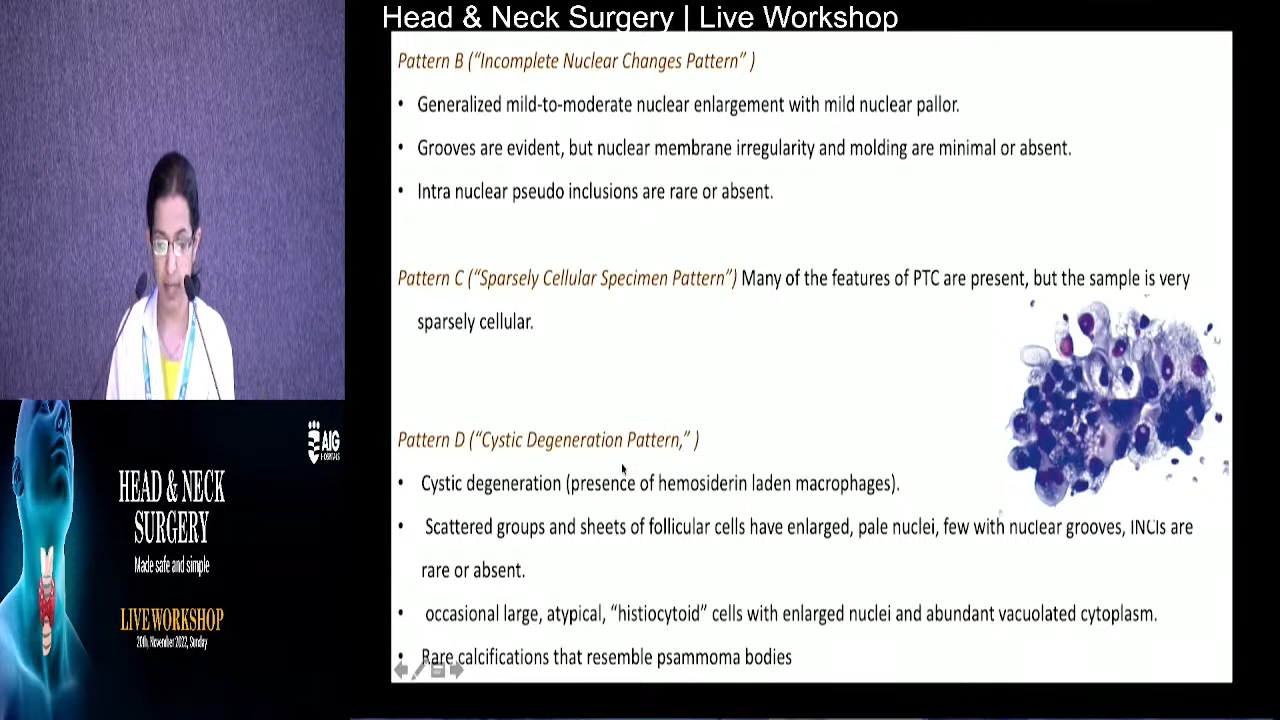 Head & Neck Surgery | Live Workshop
Pattern B (“Incomplete Nuclear Changes Pattern” )
• Generalized mild-to-moderate nuclear enlargement with mild nuclear pallor.
• Grooves are evident, but nuclear membrane irregularity and molding are minimal or absent.
• Intra nuclear pseudo inclusions are rare or absent.
Pattern C (“Sparsely Cellular Specimen Pattern”) Many of the features of PTC are present, but the sample is very
sparsely cellular.
Pattern D (“Cystic Degeneration Pattern,” )
• Cystic degeneration (presence of hemosiderin laden macrophages).
• Scattered groups and sheets of follicular cells have enlarged, pale nuclei, few with nuclear grooves, INCIs are
rare or absent.
• occasional large, atypical, “histiocytoid” cells with enlarged nuclei and abundant vacuolated cytoplasm.
• Rare calcifications that resemble psammoma bodies
AIG
HOSPITALS
HEAD & NECK
SURGERY
Made safe and simple
LIVE WORKSHOP
20th, November 2022, Sunday